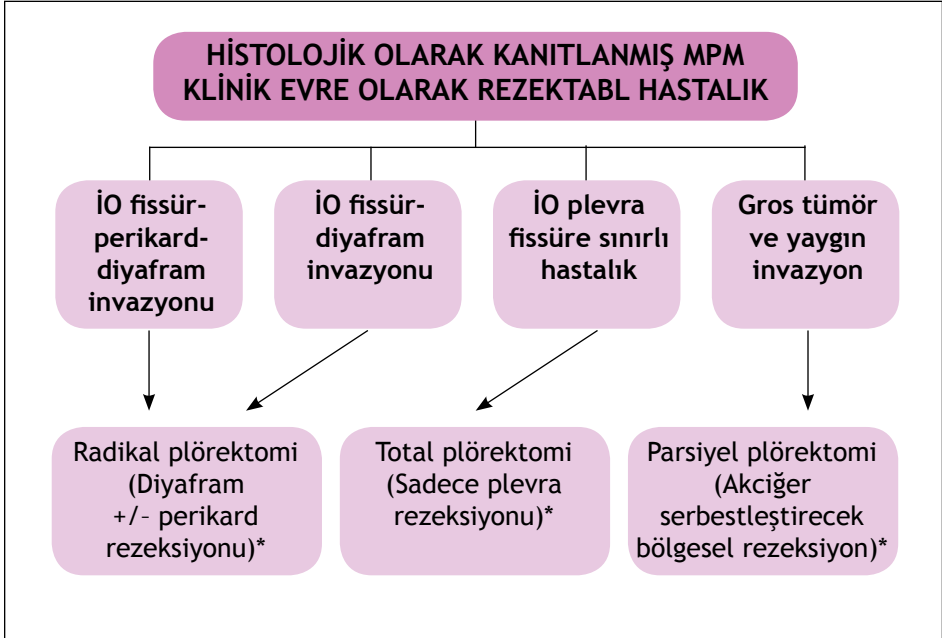 HİSTOLOJİK OLARAK KANITLANMIŞ MPM
KLİNİK EVRE OLARAK REZEKTABL HASTALIK
İO fissür-
perikard-
diyafram
invazyonu
İO fissür-
diyafram
invazyonu
İO plevra
fissüre sınırlı
hastalık
Gros tümör
ve yaygın
invazyon
Radikal plörektomi
(Diyafram
+/- perikard
rezeksiyonu)*
Total plörektomi
(Sadece plevra
rezeksiyonu)*
Parsiyel plörektomi
(Akciğer
serbestleştirecek
bölgesel rezeksiyon)*